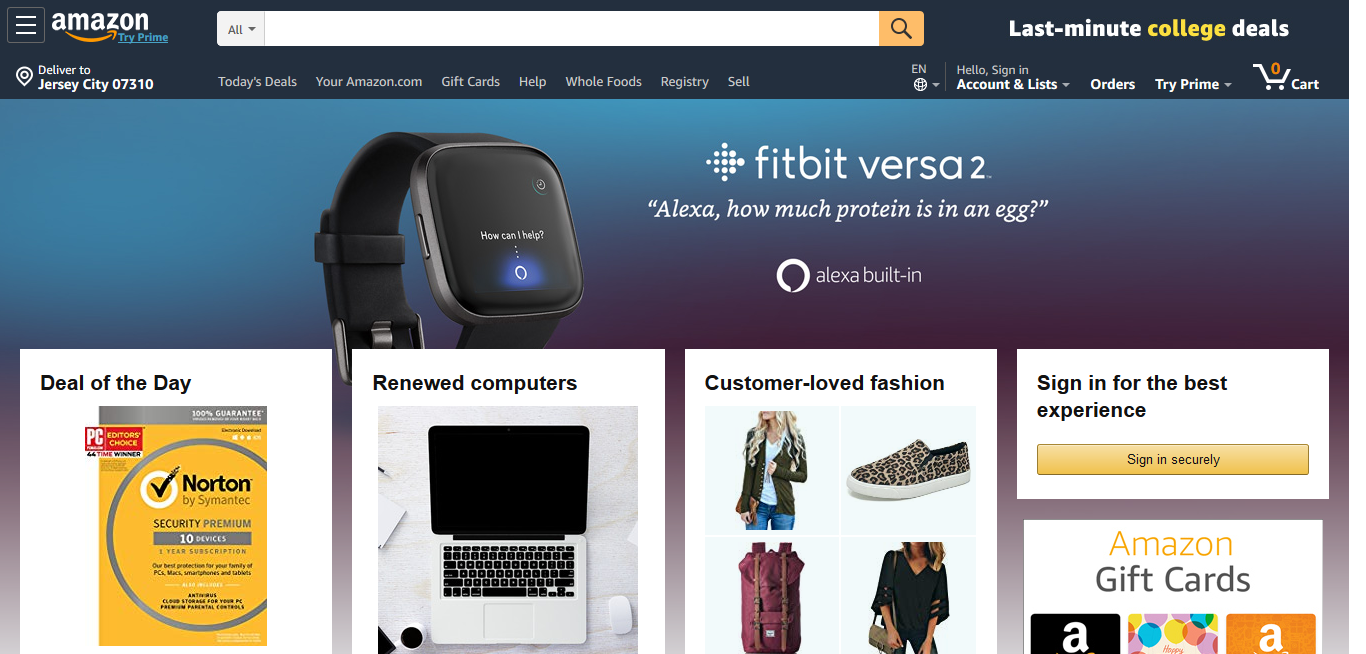 amazon
Try Prime
All
Last-minute college deals
Deliver to
Jersey City 07310
Today's Deals Your Amazon.com Gift Cards Help Whole Foods Registry Sell
EN
Hello, Sign in
Account & Lists Orders Try Prime 0 Cart
fitbit versa 2
“Alexa, how much protein is in an egg?”
How can I help?
alexa built-in
Deal of the Day
Renewed computers
Customer-loved fashion
Sign in for the best
experience
Sign in securely
100% GUARANTEE*
Electronic Download
PC
EDITORS'
CHOICE
44 TIME WINNER
Norton
by Symantec
SECURITY PREMIUM
10 DEVICES
1 YEAR SUBSCRIPTION
Our best protection for your family of
PCs, Macs, smartphones and tablets
ALSO INCLUDES
ANTIVIRUS
CLOUD STORAGE FOR YOUR PC
PREMIUM PARENTAL CONTROLS
Amazon
Gift Cards
a
Happy
a